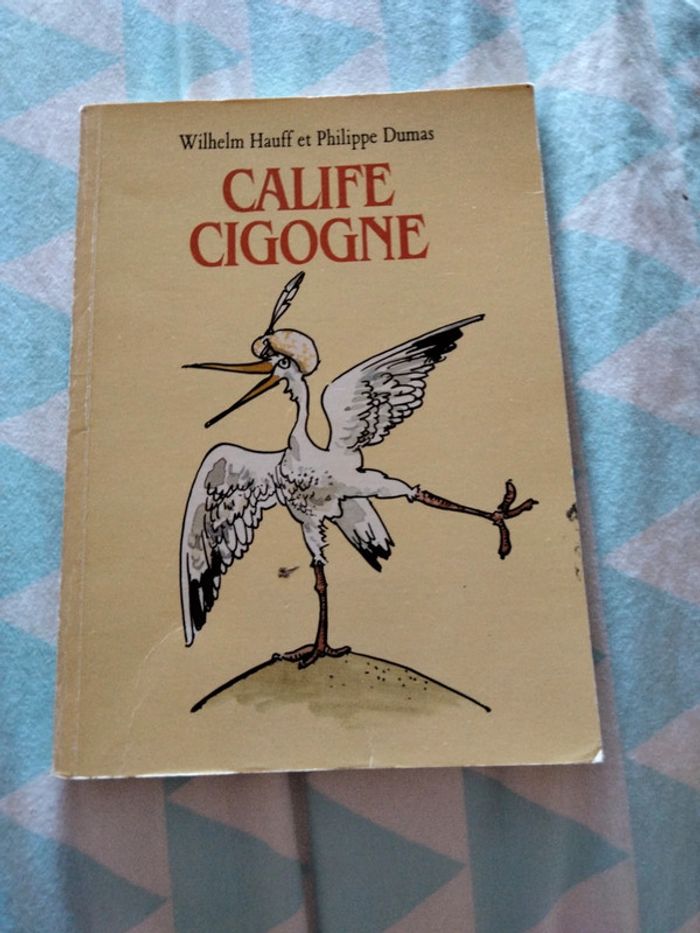 Wilhelm Hauff et Philippe Dumas
CALIFE
CIGOGNE